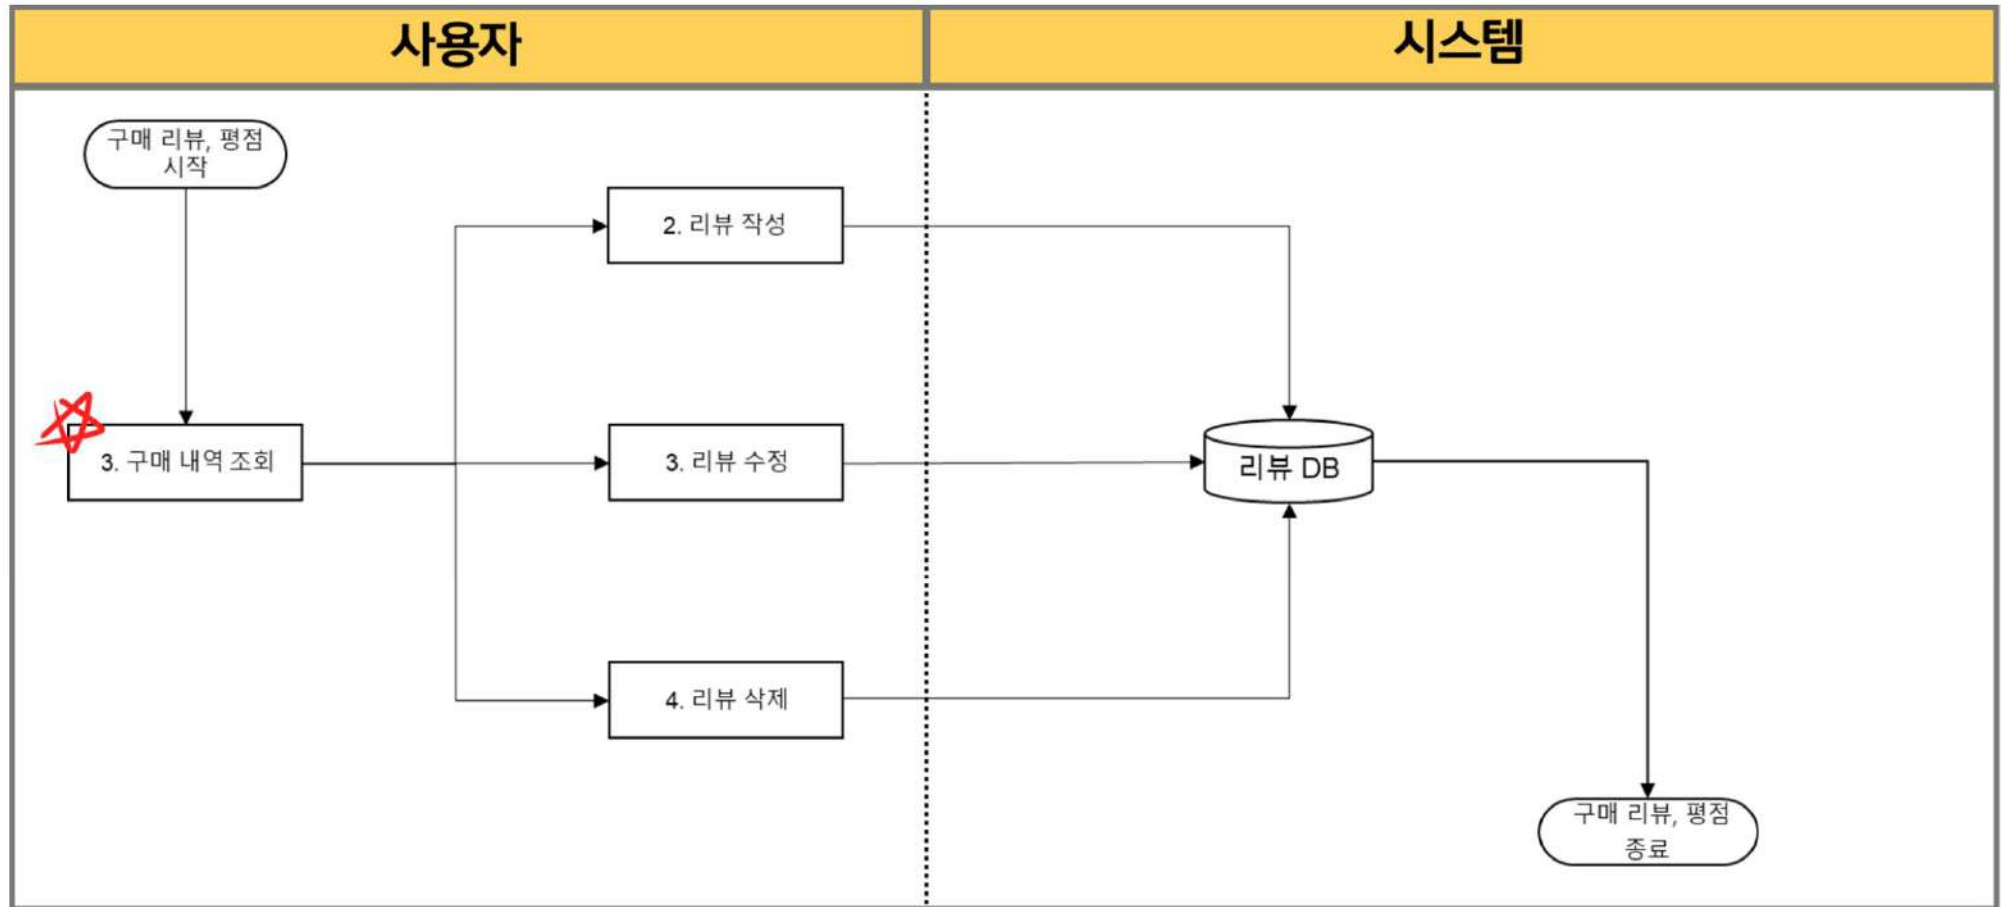 사용자
시스템
구매 리뷰, 평점
시작
2. 리뷰 작성
3. 구매 내역 조회
3. 리뷰 수정
리뷰 DB
4. 리뷰 삭제
구매 리뷰, 평점
종료